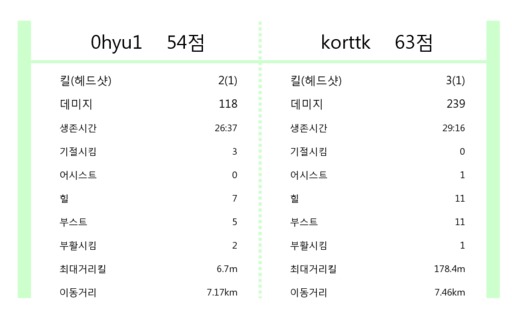 0hyu1 54점 korttk 63점
킬(헤드샷) 2(1) 킬(헤드샷) 3(1)
데미지 118 데미지 239
생존시간 26:37 생존시간 29:16
기절시킴 3 기절시킴 0
어시스트 0 어시스트 1
힐 7 힐 11
부스트 5 부스트 11
부활시킴 2 부활시킴 1
최대거리킬 6.7m 최대거리킬 178.4m
이동거리 7.17km 이동거리 7.46km